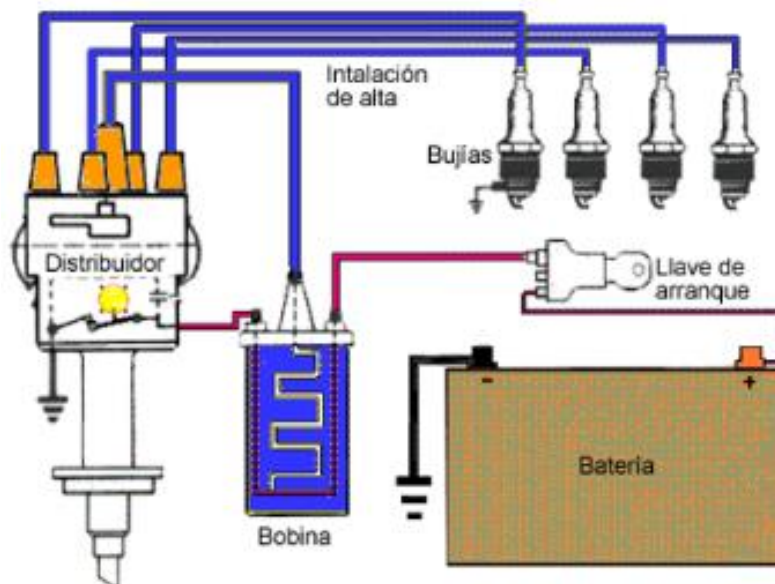 Intalación
de alta
Bujías
Distribuidor
Llave de
arranque
- +
Batería
Bobina